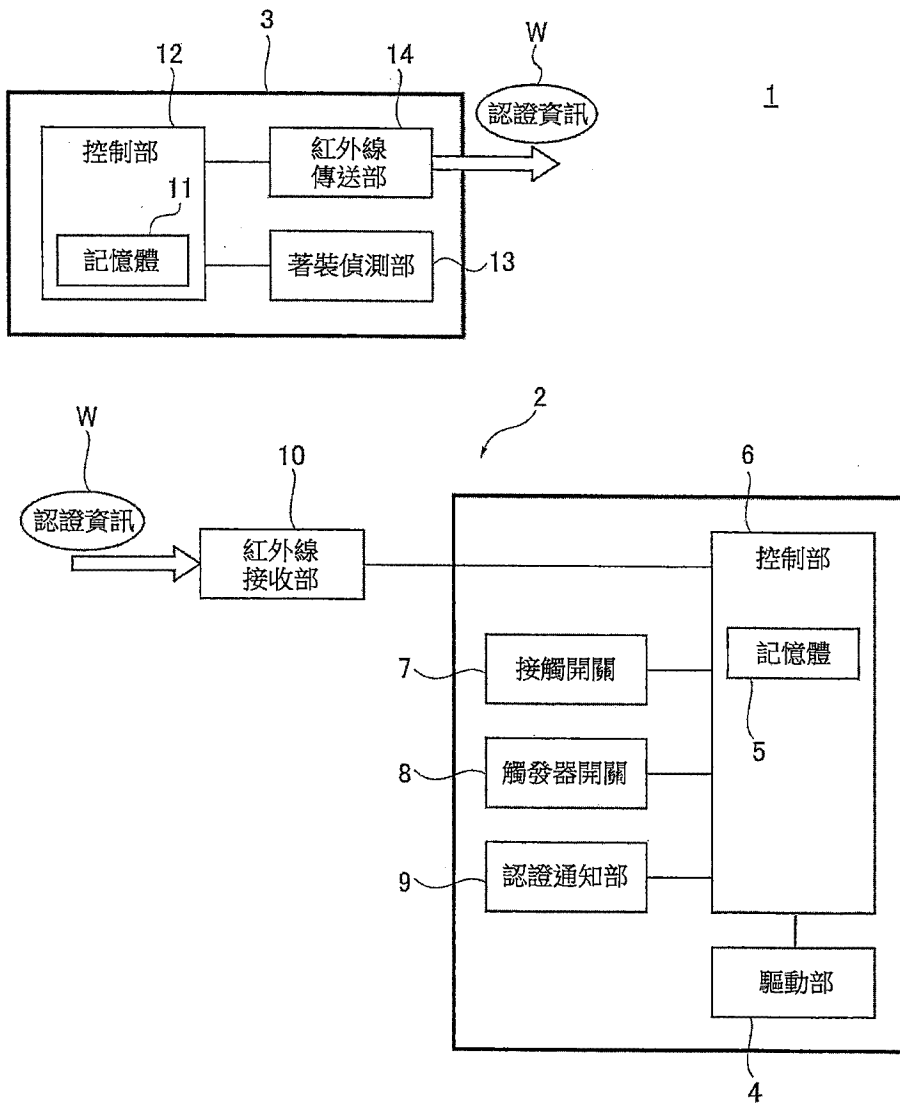 3
12
14
W
1
認證資訊
控制部
紅外線
傳送部
11
記憶體
著裝偵測部
13
2
W
10
6
認證資訊
紅外線
接收部
控制部
7
接觸開關
記憶體
5
8
觸發器開關
9
認證通知部
驅動部
4